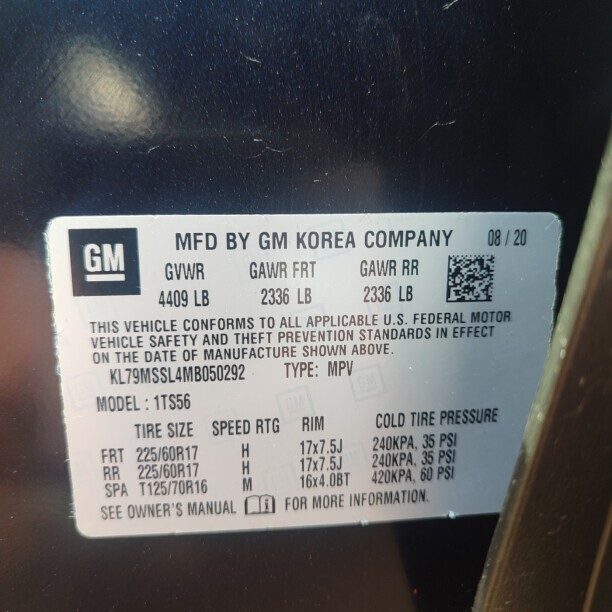 GM MFD BY GM KOREA COMPANY 08 / 20
GVWR GAWR FRT GAWR RR
4409 LB 2336 LB 2336 LB
THIS VEHICLE CONFORMS TO ALL APPLICABLE U.S. FEDERAL MOTOR
VEHICLE SAFETY AND THEFT PREVENTION STANDARDS IN EFFECT
ON THE DATE OF MANUFACTURE SHOWN ABOVE.
KL79MSSL4MB050292 TYPE: MPV
MODEL : 1TS56
TIRE SIZE SPEED RTG RIM COLD TIRE PRESSURE
FRT 225/60R17 H 17x7.5J 240KPA, 35 PSI
RR 225/60R17 H 17x7.5J 240KPA, 35 PSI
SPA T125/70R16 M 16x4.0BT 420KPA, 60 PSI
SEE OWNER'S MANUAL FOR MORE INFORMATION.